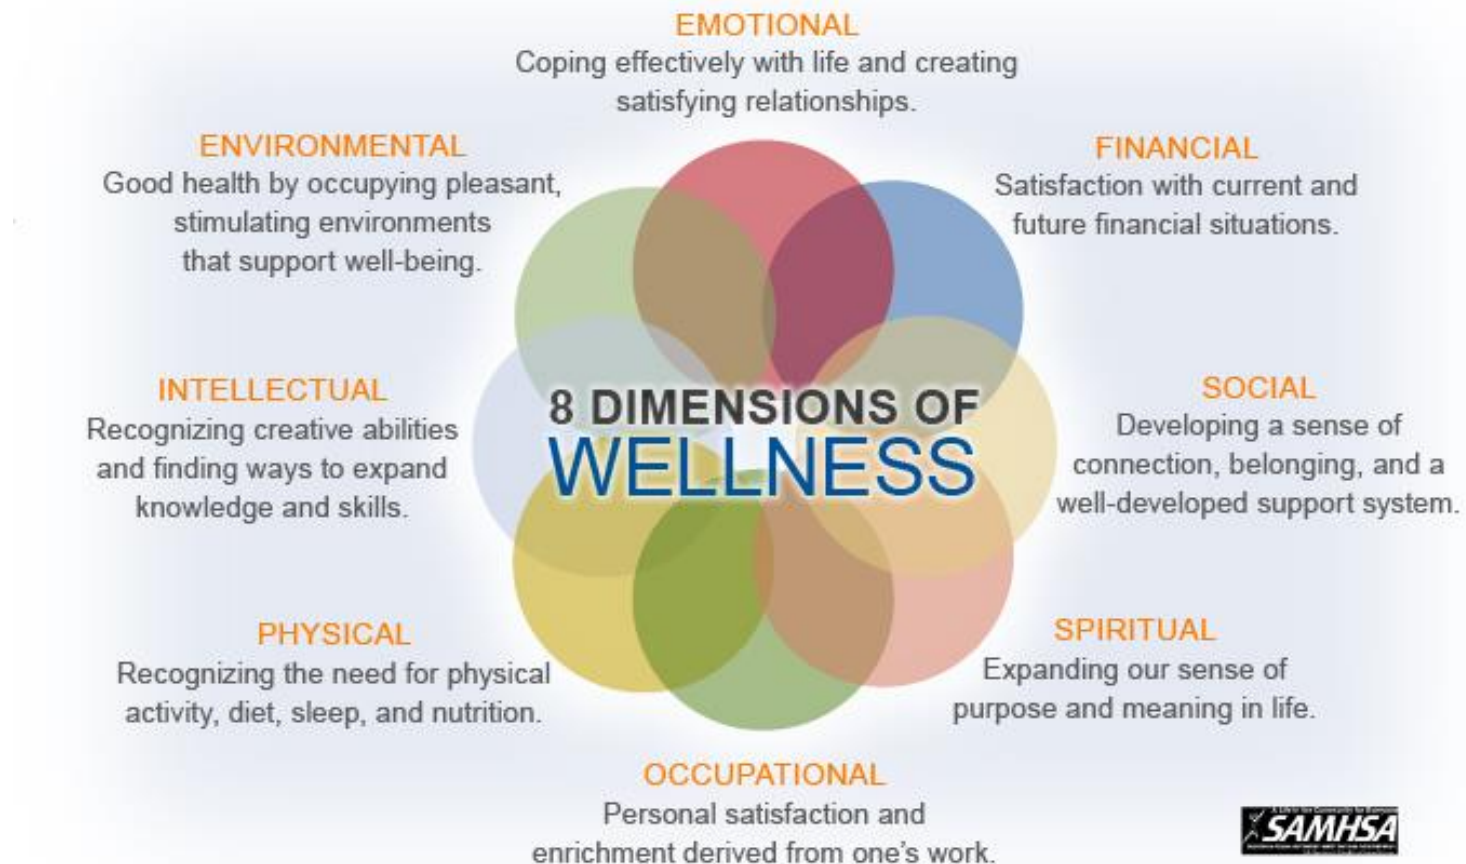 EMOTIONAL
Coping effectively with life and creating
satisfying relationships.
FINANCIAL
Satisfaction with current and
future financial situations.
SOCIAL
Developing a sense of
connection, belonging, and a
well-developed support system.
SPIRITUAL
Expanding our sense of
purpose and meaning in life.
OCCUPATIONAL
Personal satisfaction and
enrichment derived from one's work.
PHYSICAL
Recognizing the need for physical
activity, diet, sleep, and nutrition.
INTELLECTUAL
Recognizing creative abilities
and finding ways to expand
knowledge and skills.
ENVIRONMENTAL
Good health by occupying pleasant,
stimulating environments
that support well-being.
8 DIMENSIONS OF
WELLNESS
SAMHSA